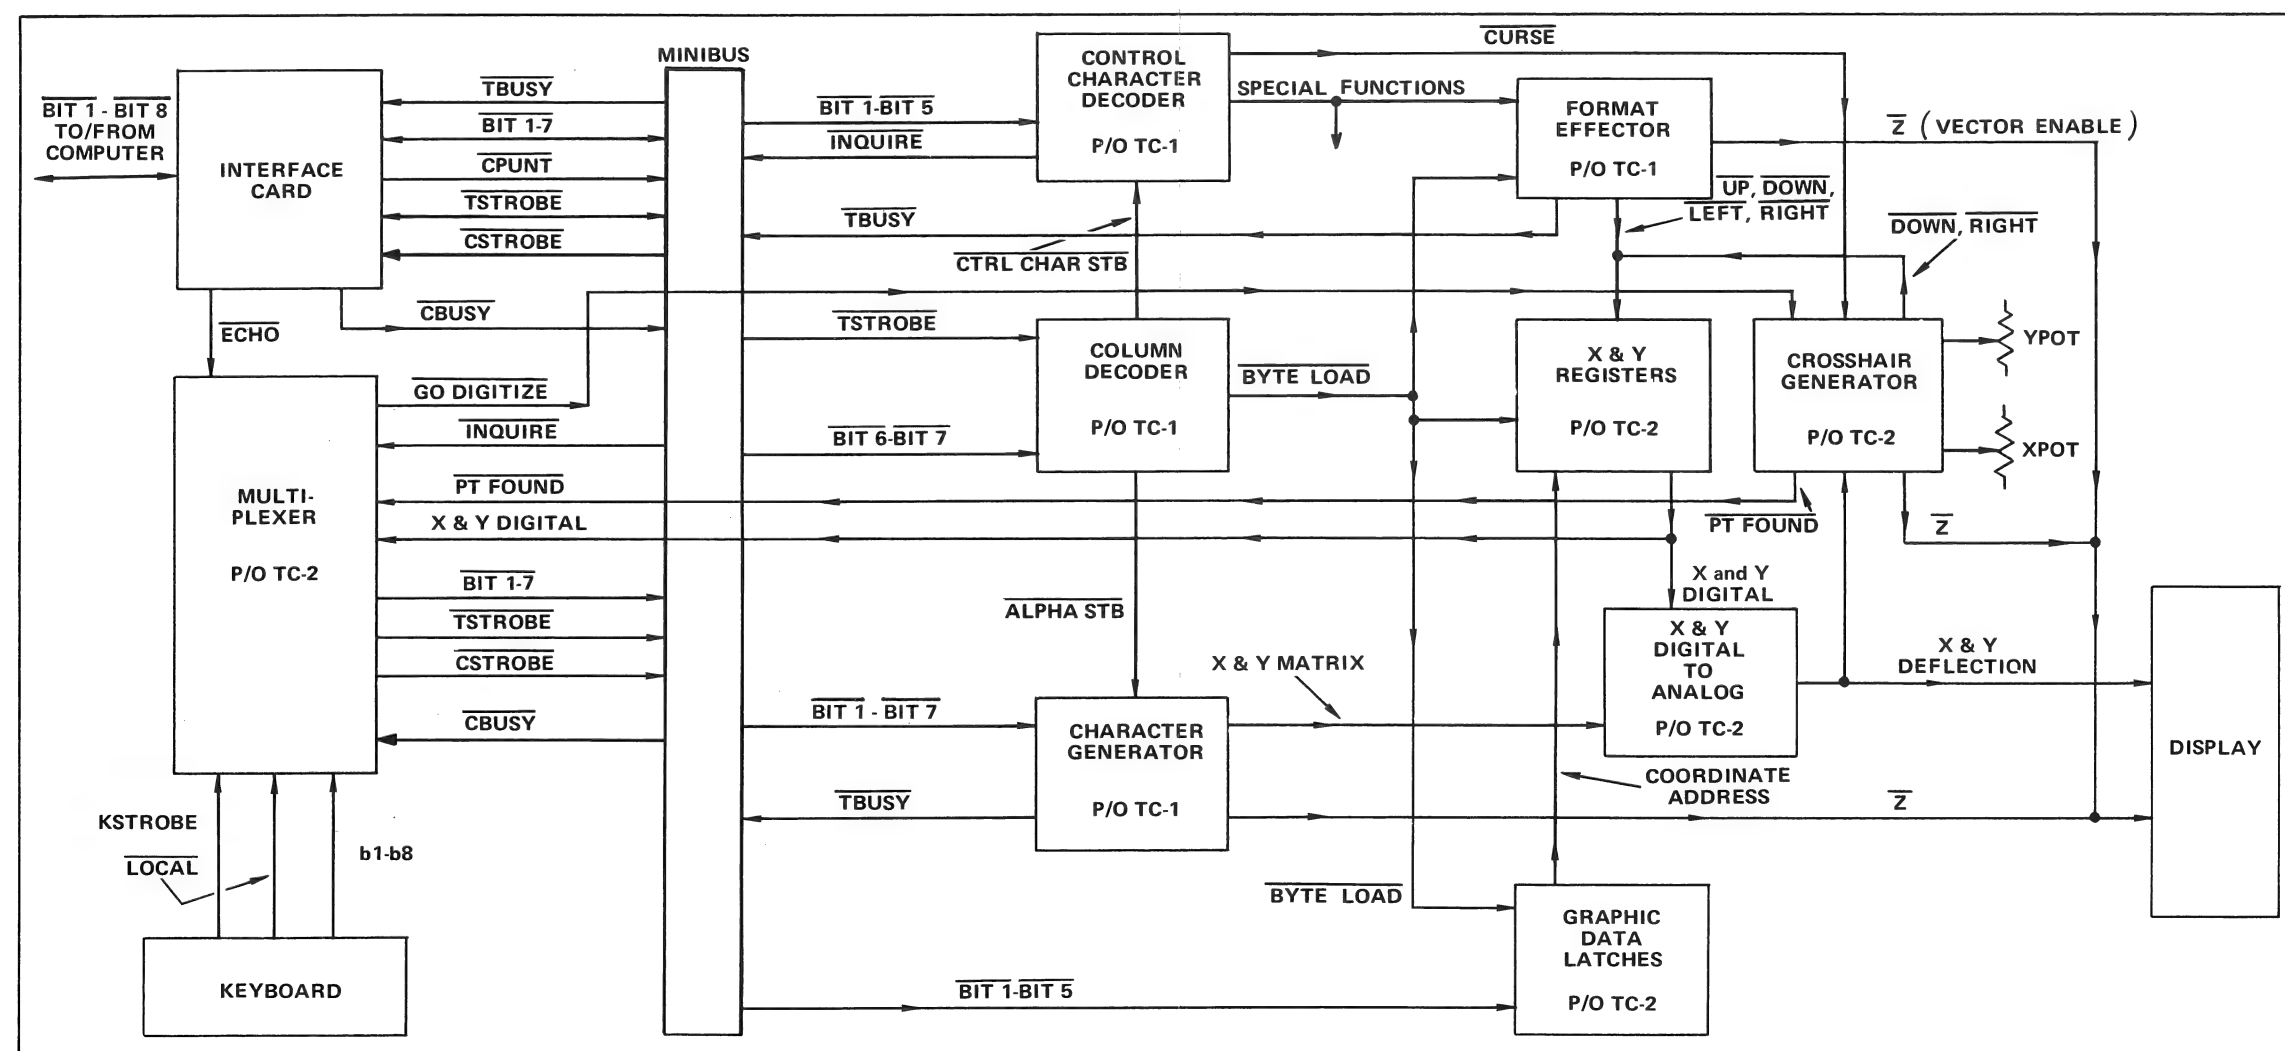 MINIBUS
BIT 1 - BIT 8
TO/FROM
COMPUTER
INTERFACE
CARD
TBUSY
BIT 1-7
CPUNT
TSTROBE
CSTROBE
ECHO
CBUSY
MULTI-
PLEXER
P/O TC-2
GO DIGITIZE
INQUIRE
PT FOUND
X & Y DIGITAL
BIT 1-7
TSTROBE
CSTROBE
CBUSY
KSTROBE
LOCAL
b1-b8
KEYBOARD
BIT 1-BIT 5
INQUIRE
TBUSY
CTRL CHAR STB
TSTROBE
BIT 6-BIT 7
ALPHA STB
BIT 1 - BIT 7
TBUSY
BIT 1-BIT 5
CONTROL
CHARACTER
DECODER
P/O TC-1
COLUMN
DECODER
P/O TC-1
CHARACTER
GENERATOR
P/O TC-1
CURSE
SPECIAL FUNCTIONS
BYTE LOAD
X & Y MATRIX
BYTE LOAD
FORMAT
EFFECTOR
P/O TC-1
UP, DOWN,
LEFT, RIGHT
X & Y
REGISTERS
P/O TC-2
X and Y
DIGITAL
X & Y
DIGITAL
TO
ANALOG
P/O TC-2
COORDINATE
ADDRESS
GRAPHIC
DATA
LATCHES
P/O TC-2
Z (VECTOR ENABLE)
DOWN, RIGHT
CROSSHAIR
GENERATOR
P/O TC-2
YPOT
XPOT
PT FOUND
Z
X & Y
DEFLECTION
Z
DISPLAY